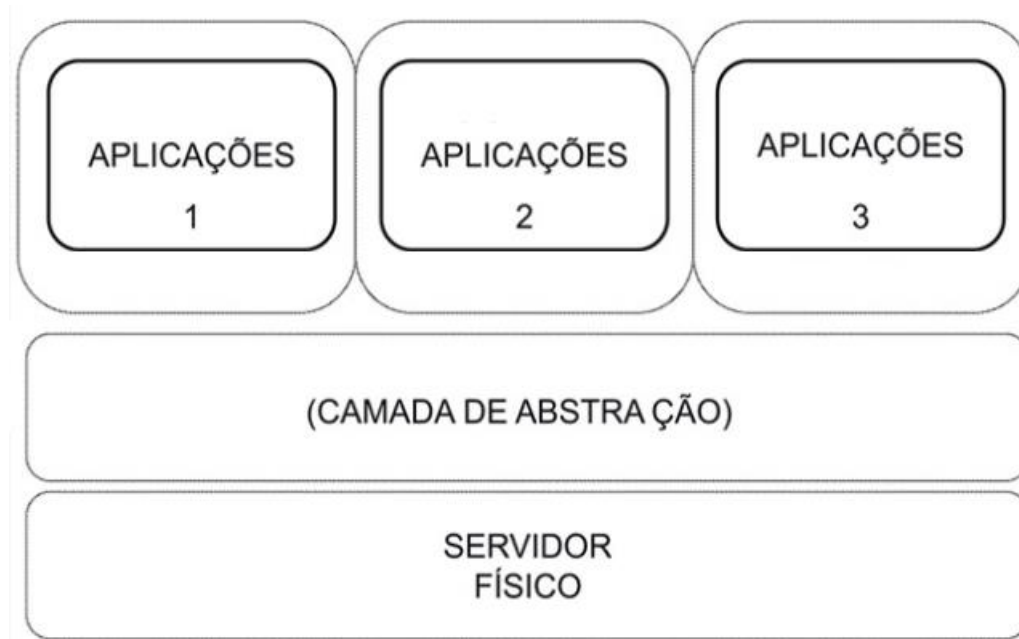 APLICAÇÕES
1
APLICAÇÕES
2
APLICAÇÕES
3
(CAMADA DE ABSTRA ÇÃO)
SERVIDOR
FÍSICO